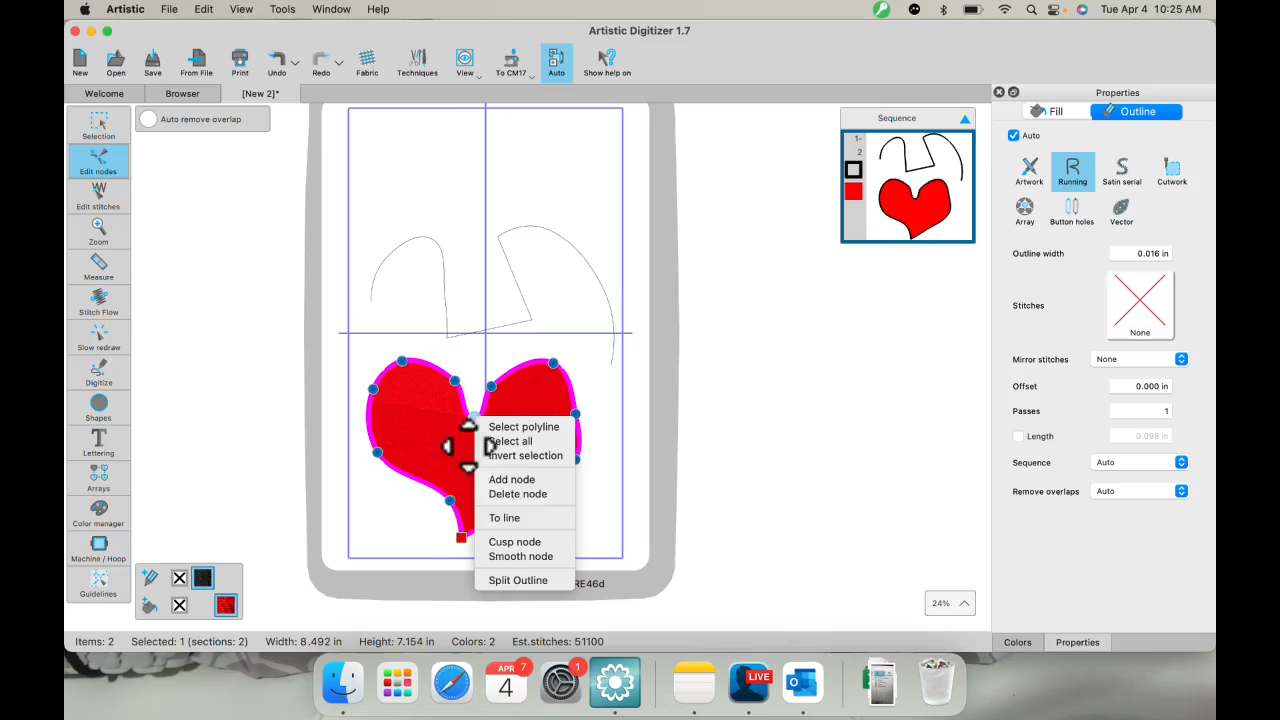 Artistic File Edit View Tools Window Help Tue Apr 4 10:25 AM
Artistic Digitizer 1.7
New Open Save From File Print Undo Redo Fabric Techniques View To CM17 Auto Show help on
Welcome Browser [New 2]*
Properties
Selection
Edit nodes
Edit stitches
Zoom
Measure
Stitch Flow
Slow redraw
Digitize
Shapes
Lettering
Arrays
Color manager
Machine / Hoop
Guidelines
Auto remove overlap
Sequence
1-
2
Select polyline
Select all
Invert selection
Add node
Delete node
To line
Cusp node
Smooth node
Split Outline
RE46d
24%
Fill Outline
Auto
Artwork Running Satin serial Cutwork
Array Button holes Vector
Outline width 0.016 in
Stitches
None
Mirror stitches None
Offset 0.000 in
Passes 1
Length 0.098 in
Sequence Auto
Remove overlaps Auto
Items: 2 Selected: 1 (sections: 2) Width: 8.492 in Height: 7.154 in Colors: 2 Est.stitches: 51100
Colors Properties
APR 7
4
1
LIVE